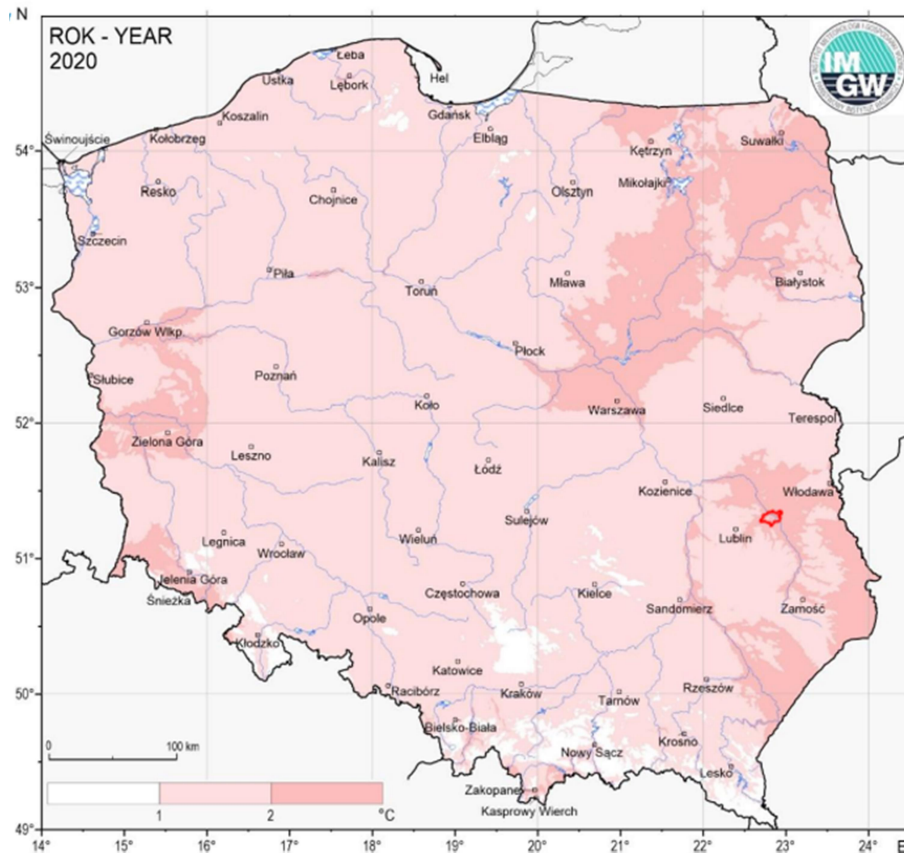 N
ROK - YEAR
2020
IM
GW
Łeba
Hel
Ustka
Lębork
Gdańsk
Koszalin
Elbląg
Świnoujście
Kołobrzeg
Kętrzyn
Suwałki
54°
Resko
Chojnice
Olsztyn
Mikołajki
Szczecin
Piła
Toruń
Mława
Białystok
53°
Gorzów Wlkp.
Płock
Słubice
Poznań
Koło
Warszawa
Siedlce
Terespol
52°
Zielona Góra
Leszno
Kalisz
Łódź
Kozienice
Włodawa
Sulejów
Lublin
Legnica
Wrocław
Wieluń
51°
Jelenia Góra
Śnieżka
Częstochowa
Kielce
Sandomierz
Zamość
Opole
Kłodzko
Katowice
Kraków
Tarnów
Rzeszów
50°
Racibórz
Bielsko-Biała
Nowy Sącz
Krosno
Lesko
0 100 km
Zakopane
Kasprowy Wierch
1 2 °C
49°
14° 15° 16° 17° 18° 19° 20° 21° 22° 23° 24° E